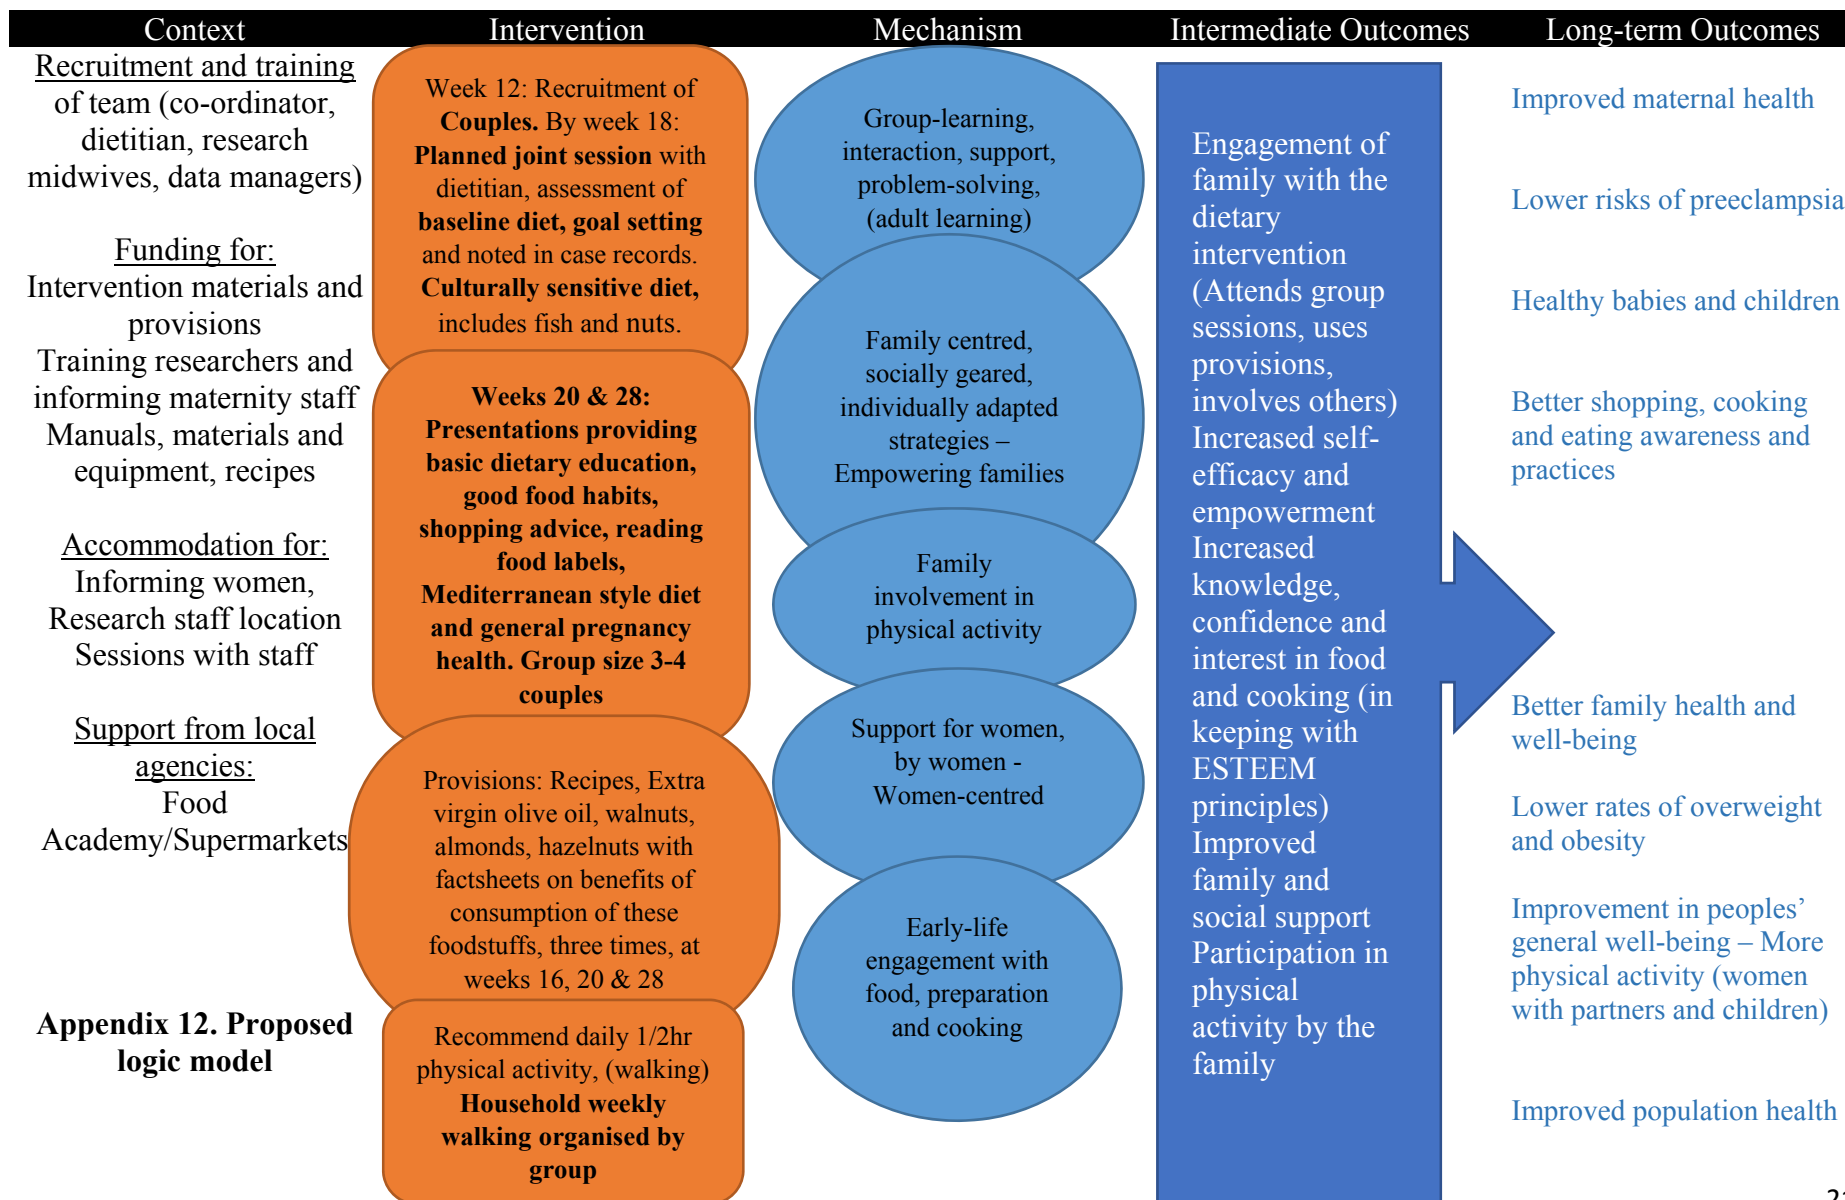 Context
Intervention
Mechanism
Intermediate Outcomes
Long-term Outcomes
Recruitment and training
of team (co-ordinator,
dietitian, research
midwives, data managers)
Funding for:
Intervention materials and
provisions
Training researchers and
informing maternity staff
Manuals, materials and
equipment, recipes
Accommodation for:
Informing women,
Research staff location
Sessions with staff
Support from local
agencies:
Food
Academy/Supermarkets
Appendix 12. Proposed
logic model
Week 12: Recruitment of
Couples. By week 18:
Planned joint session with
dietitian, assessment of
baseline diet, goal setting
and noted in case records.
Culturally sensitive diet,
includes fish and nuts.
Weeks 20 & 28:
Presentations providing
basic dietary education,
good food habits,
shopping advice, reading
food labels,
Mediterranean style diet
and general pregnancy
health. Group size 3-4
couples
Provisions: Recipes, Extra
virgin olive oil, walnuts,
almonds, hazelnuts with
factsheets on benefits of
consumption of these
foodstuffs, three times, at
weeks 16, 20 & 28
Recommend daily 1/2hr
physical activity, (walking)
Household weekly
walking organised by
group
Group-learning,
interaction, support,
problem-solving,
(adult learning)
Family centred,
socially geared,
individually adapted
strategies –
Empowering families
Family
involvement in
physical activity
Support for women,
by women -
Women-centred
Early-life
engagement with
food, preparation
and cooking
Engagement of
family with the
dietary
intervention
(Attends group
sessions, uses
provisions,
involves others)
Increased self-
efficacy and
empowerment
Increased
knowledge,
confidence and
interest in food
and cooking (in
keeping with
ESTEEM
principles)
Improved
family and
social support
Participation in
physical
activity by the
family
Improved maternal health
Lower risks of preeclampsia
Healthy babies and children
Better shopping, cooking
and eating awareness and
practices
Better family health and
well-being
Lower rates of overweight
and obesity
Improvement in peoples’
general well-being – More
physical activity (women
with partners and children)
Improved population health